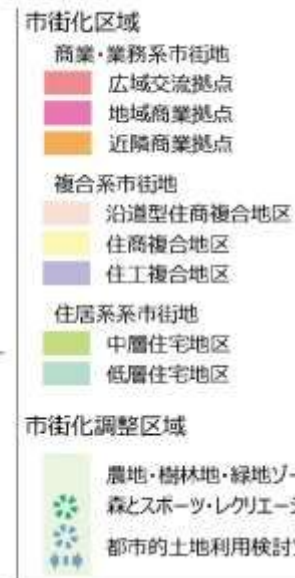 市街化区域
商業・業務系市街地
広域交流拠点
地域商業拠点
近隣商業拠点
複合系市街地
沿道型住商複合地区
住商複合地区
住工複合地区
住居系系市街地
中層住宅地区
低層住宅地区
市街化調整区域
農地・樹林地・緑地ゾー
森とスポーツ・レクリエー
都市的土地利用検討